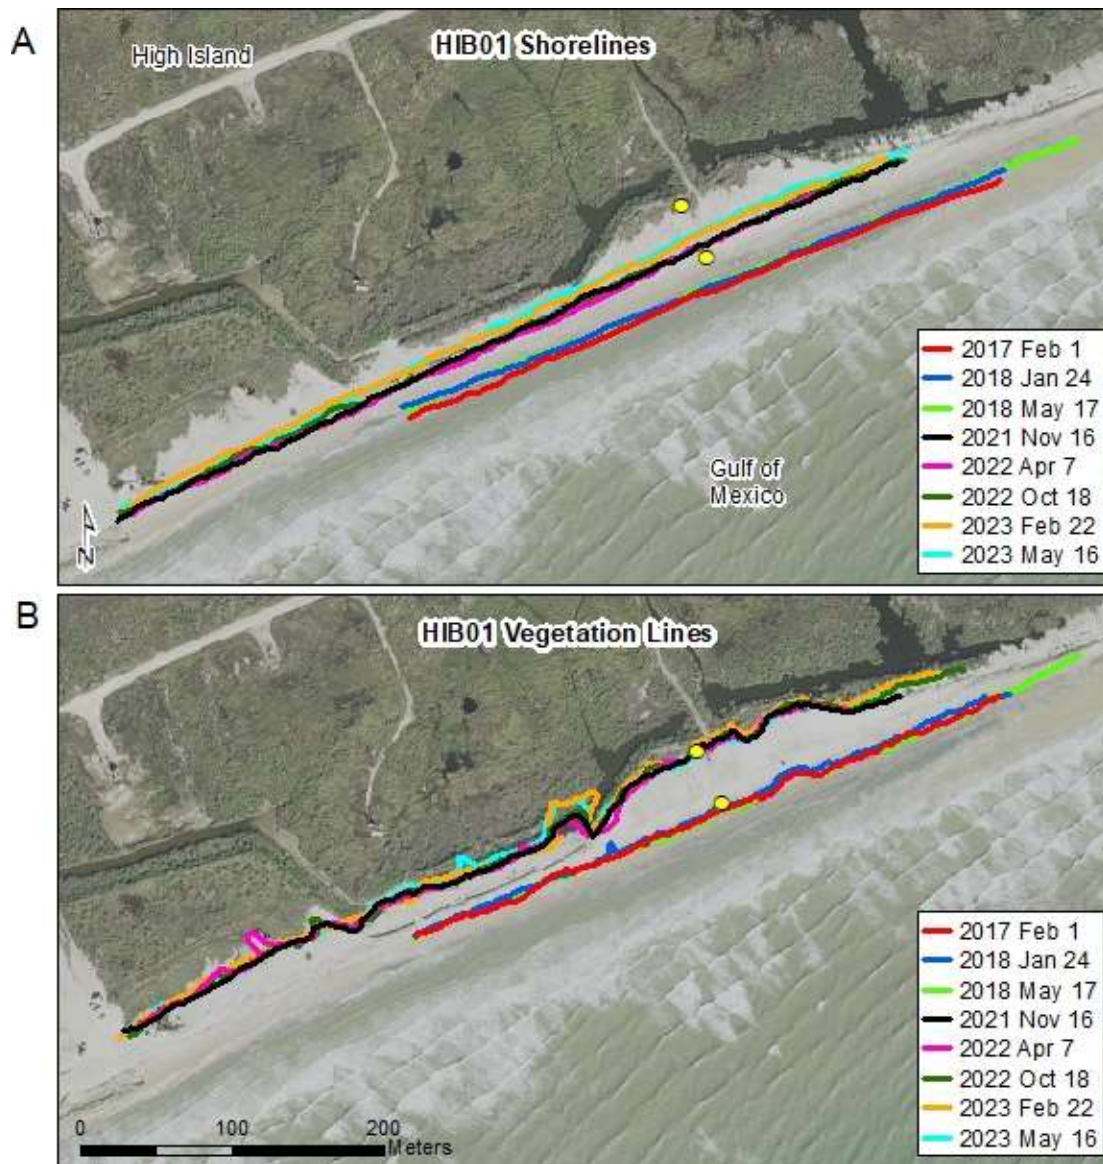 A
HIB01 Shorelines
High Island
2017 Feb 1
2018 Jan 24
2018 May 17
2021 Nov 16
2022 Apr 7
2022 Oct 18
2023 Feb 22
2023 May 16
Gulf of
Mexico
N
B
HIB01 Vegetation Lines
2017 Feb 1
2018 Jan 24
2018 May 17
2021 Nov 16
2022 Apr 7
2022 Oct 18
2023 Feb 22
2023 May 16
0 100 200
Meters